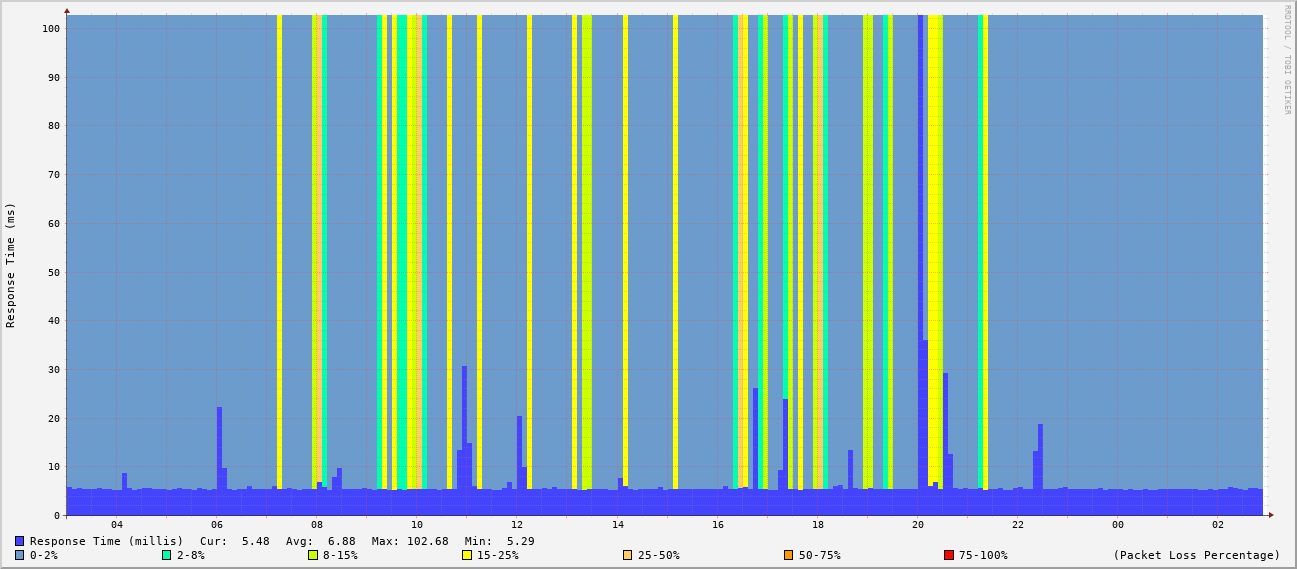 RRDTOOL / TOBI OETIKER
Response Time (ms)
100
90
80
70
60
50
40
30
20
10
0
04 06 08 10 12 14 16 18 20 22 00 02
Response Time (millis) Cur: 5.48 Avg: 6.88 Max: 102.68 Min: 5.29
0-2% 2-8% 8-15% 15-25% 25-50% 50-75% 75-100% (Packet Loss Percentage)